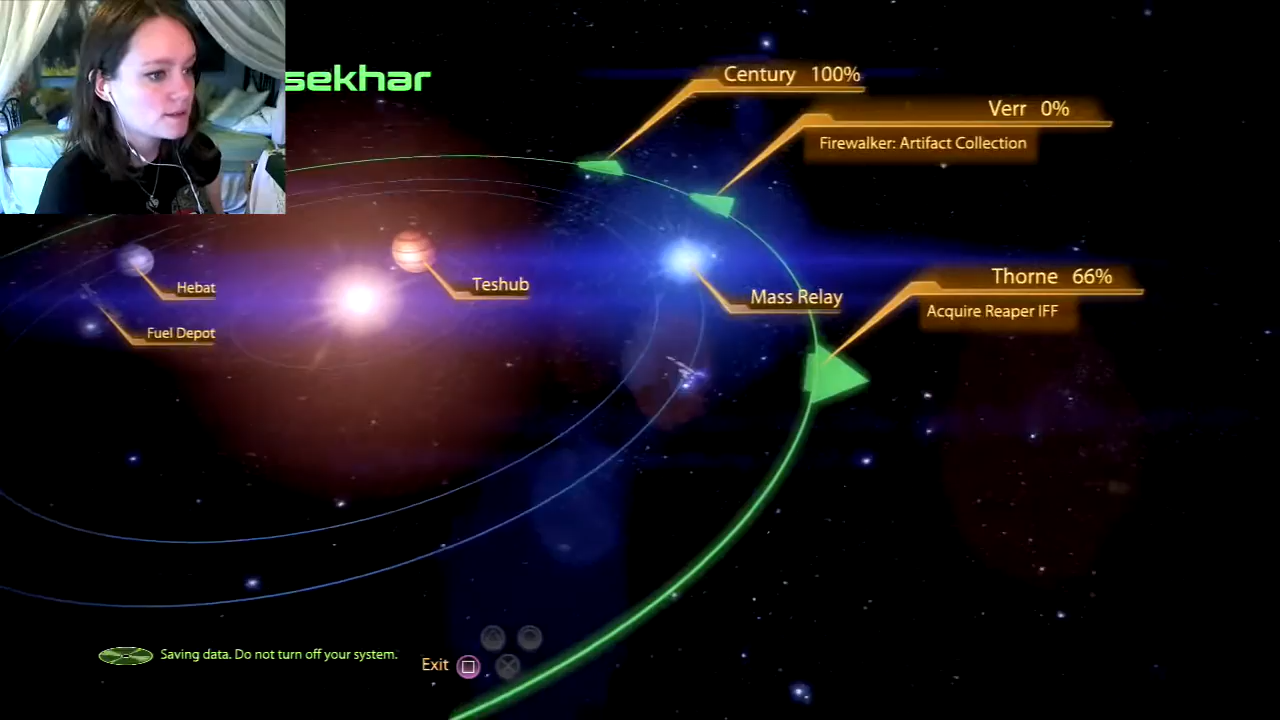 sekhar
Century 100%
Verr 0%
Firewalker: Artifact Collection
Thorne 66%
Acquire Reaper IFF
Hebat
Teshub
Mass Relay
Fuel Depot
Saving data. Do not turn off your system.
Exit